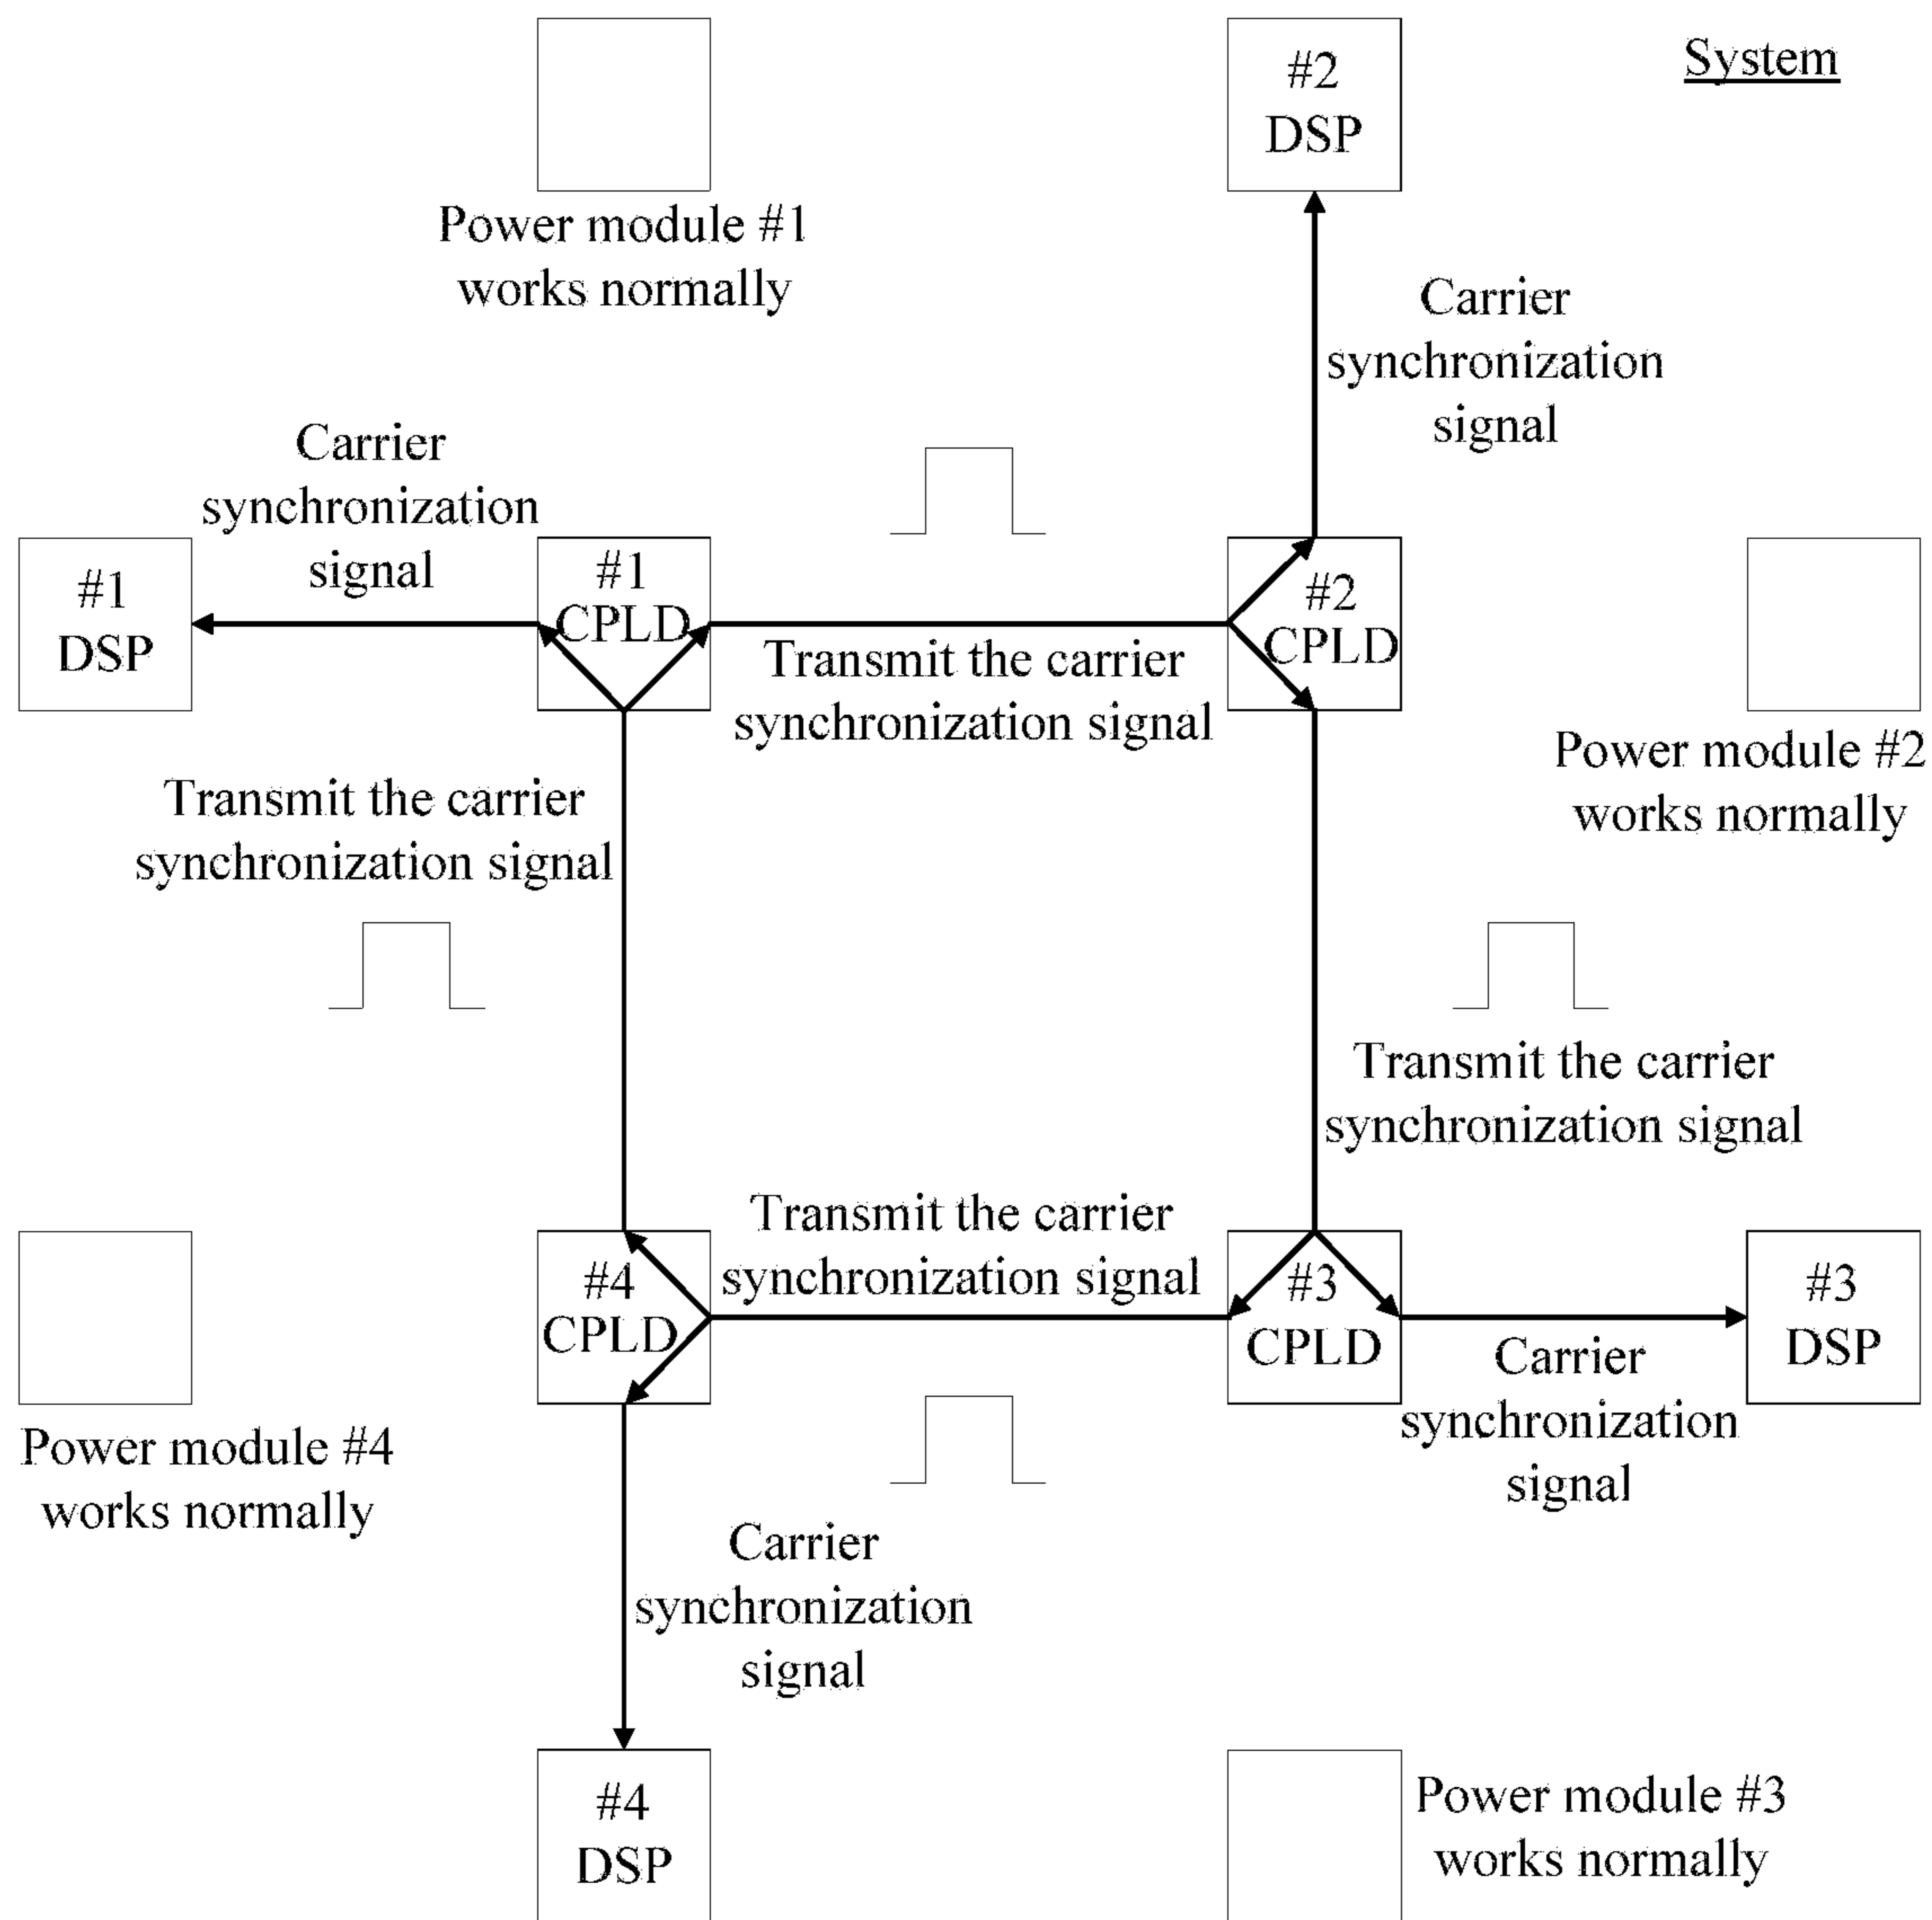 System
#2
DSP
Power module #1
works normally
Carrier
synchronization
signal
Carrier
synchronization
signal
#1
DSP
#1
CPLD
#2
CPLD
Transmit the carrier
synchronization signal
Power module #2
works normally
Transmit the carrier
synchronization signal
Transmit the carrier
synchronization signal
Transmit the carrier
synchronization signal
#4
CPLD
#3
CPLD
#3
DSP
Carrier
synchronization
signal
Power module #4
works normally
Carrier
synchronization
signal
#4
DSP
Power module #3
works normally